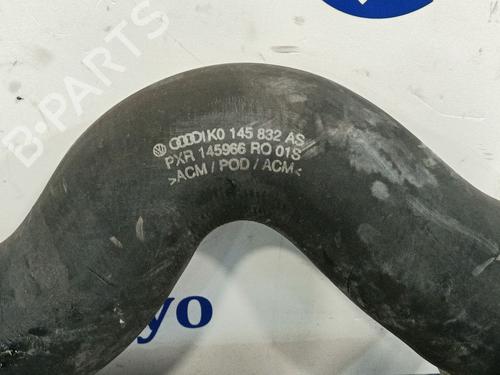 B-PARTS
1K0 145 832 AS
PXR 145966 RO 01S
>ACM / POD / ACM<
yo